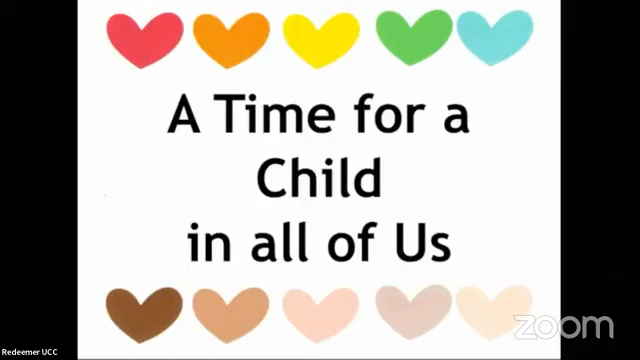 A Time for a
Child
in all of Us
zoom
Redeemer UCC